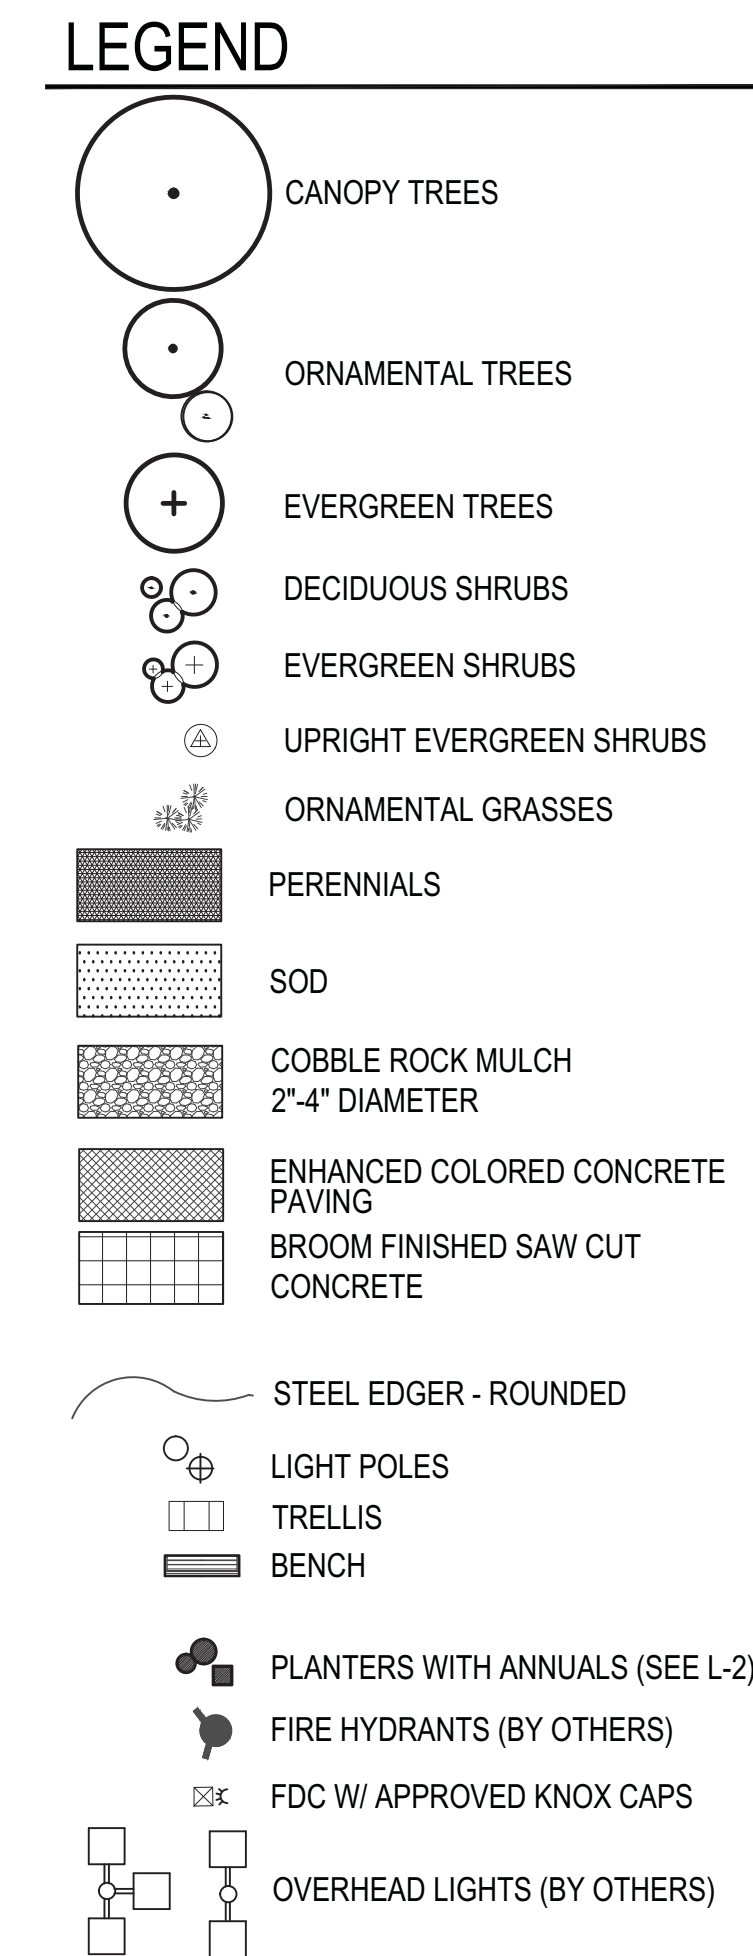 LEGEND
CANOPY TREES
ORNAMENTAL TREES
EVERGREEN TREES
DECIDUOUS SHRUBS
EVERGREEN SHRUBS
UPRIGHT EVERGREEN SHRUBS
ORNAMENTAL GRASSES
PERENNIALS
SOD
COBBLE ROCK MULCH
2"-4" DIAMETER
ENHANCED COLORED CONCRETE
PAVING
BROOM FINISHED SAW CUT
CONCRETE
STEEL EDGER - ROUNDED
LIGHT POLES
TRELLIS
BENCH
PLANTERS WITH ANNUALS (SEE L-2)
FIRE HYDRANTS (BY OTHERS)
FDC W/ APPROVED KNOX CAPS
OVERHEAD LIGHTS (BY OTHERS)